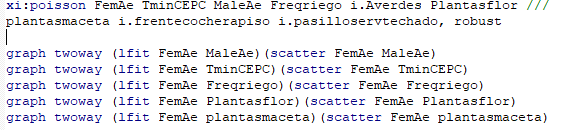 xi:poisson FemAe TminCEPC MaleAe Freqriego i.Averdes Plantasflor ///
plantasmaceta i.frentecocherapiso i.pasilloservtechado, robust
graph twoway (lfit FemAe MaleAe)(scatter FemAe MaleAe)
graph twoway (lfit FemAe TminCEPC)(scatter FemAe TminCEPC)
graph twoway (lfit FemAe Freqriego)(scatter FemAe Freqriego)
graph twoway (lfit FemAe Plantasflor)(scatter FemAe Plantasflor)
graph twoway (lfit FemAe plantasmaceta)(scatter FemAe plantasmaceta)